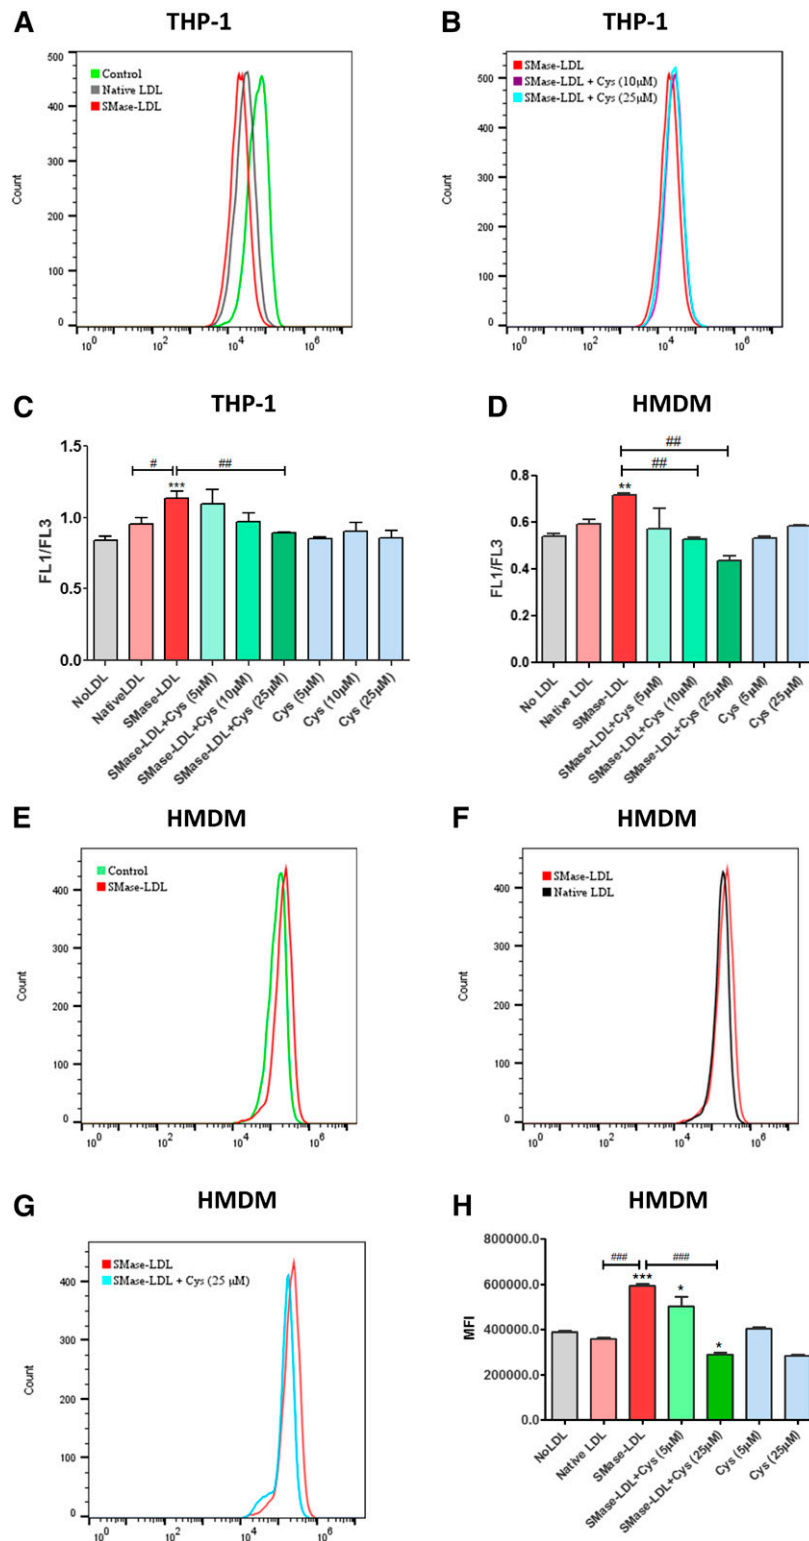 A
THP-1
500
400
300
200
100
0
Count
Control
Native LDL
SMase-LDL
10^0
10^2
10^4
10^6
B
THP-1
500
400
300
200
100
0
Count
SMase-LDL
SMase-LDL + Cys (10µM)
SMase-LDL + Cys (25µM)
10^0
10^2
10^4
10^6
C
THP-1
1.5
1.0
0.5
0.0
FL1/FL3
#
##
***
NoLDL
NativeLDL
SMase-LDL
SMase-LDL+Cys (5µM)
SMase-LDL+Cys (10µM)
SMase-LDL+Cys (25µM)
Cys (5µM)
Cys (10µM)
Cys (25µM)
D
HMDM
0.8
0.6
0.4
0.2
0.0
FL1/FL3
##
##
**
No LDL
Native LDL
SMase-LDL
SMase-LDL+Cys (5µM)
SMase-LDL+Cys (10µM)
SMase-LDL+Cys (25µM)
Cys (5µM)
Cys (25µM)
E
HMDM
400
300
200
100
0
Count
Control
SMase-LDL
10^0
10^2
10^4
10^6
F
HMDM
400
300
200
100
0
Count
SMase-LDL
Native LDL
10^0
10^2
10^4
10^6
G
HMDM
400
300
200
100
0
Count
SMase-LDL
SMase-LDL + Cys (25 µM)
10^0
10^2
10^4
10^6
H
HMDM
800000.0
600000.0
400000.0
200000.0
0.0
MFI
###
###
***
*
*
NoLDL
Native LDL
SMase-LDL
SMase-LDL+Cys (5µM)
SMase-LDL+Cys (25µM)
Cys (5µM)
Cys (25µM)